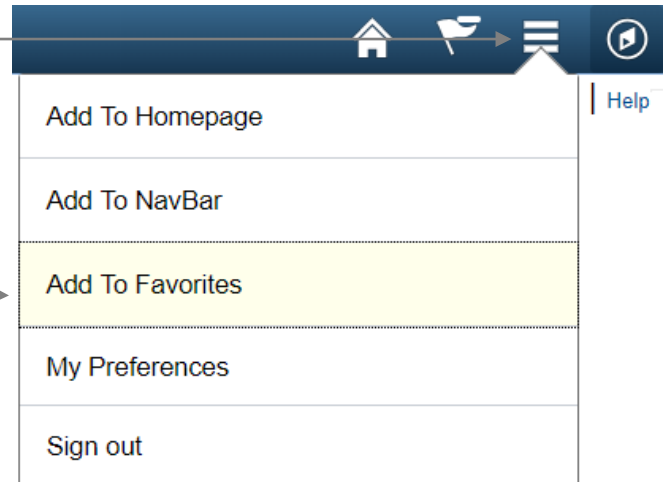 Help
Add To Homepage
Add To NavBar
Add To Favorites
My Preferences
Sign out